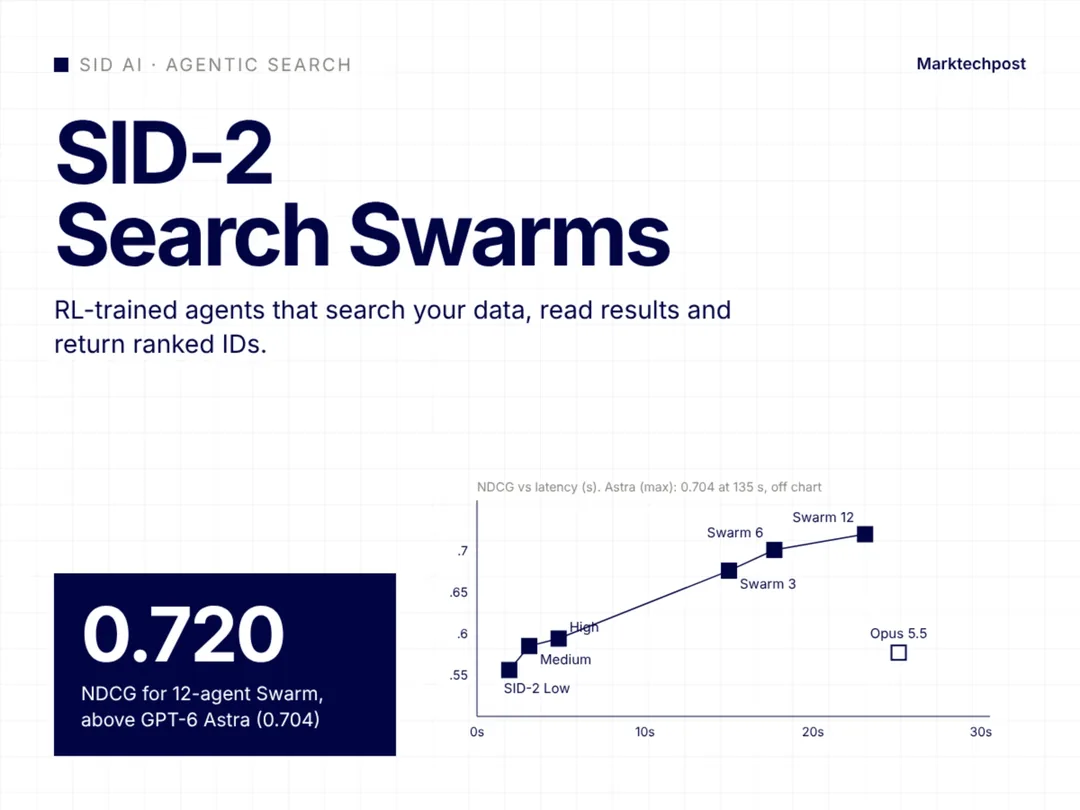 SID AI · AGENTIC SEARCH
Marktechpost
SID-2
Search Swarms
RL-trained agents that search your data, read results and
return ranked IDs.
0.720
NDCG for 12-agent Swarm,
above GPT-6 Astra (0.704)
NDCG vs latency (s). Astra (max): 0.704 at 135 s, off chart
.7
.65
.6
.55
Swarm 12
Swarm 6
Swarm 3
High
Medium
SID-2 Low
Opus 5.5
0s
10s
20s
30s